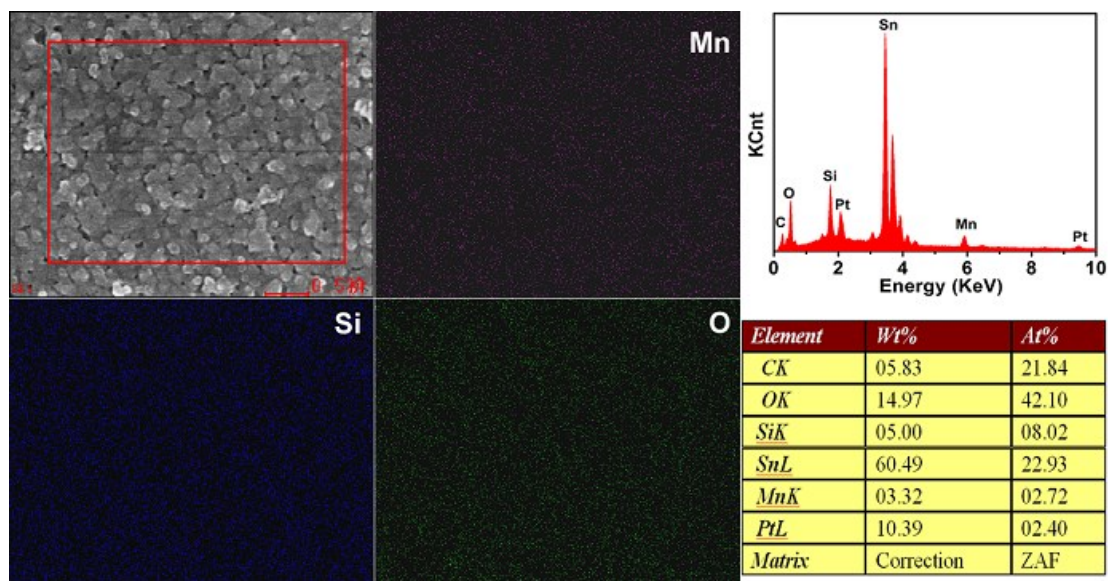 Mn
Si
O
KCnt
Sn
Si
O
Pt
C
Mn
Pt
0 2 4 6 8 10
Energy (KeV)
Element Wt% At%
CK 05.83 21.84
OK 14.97 42.10
SiK 05.00 08.02
SnL 60.49 22.93
MnK 03.32 02.72
PtL 10.39 02.40
Matrix Correction ZAF